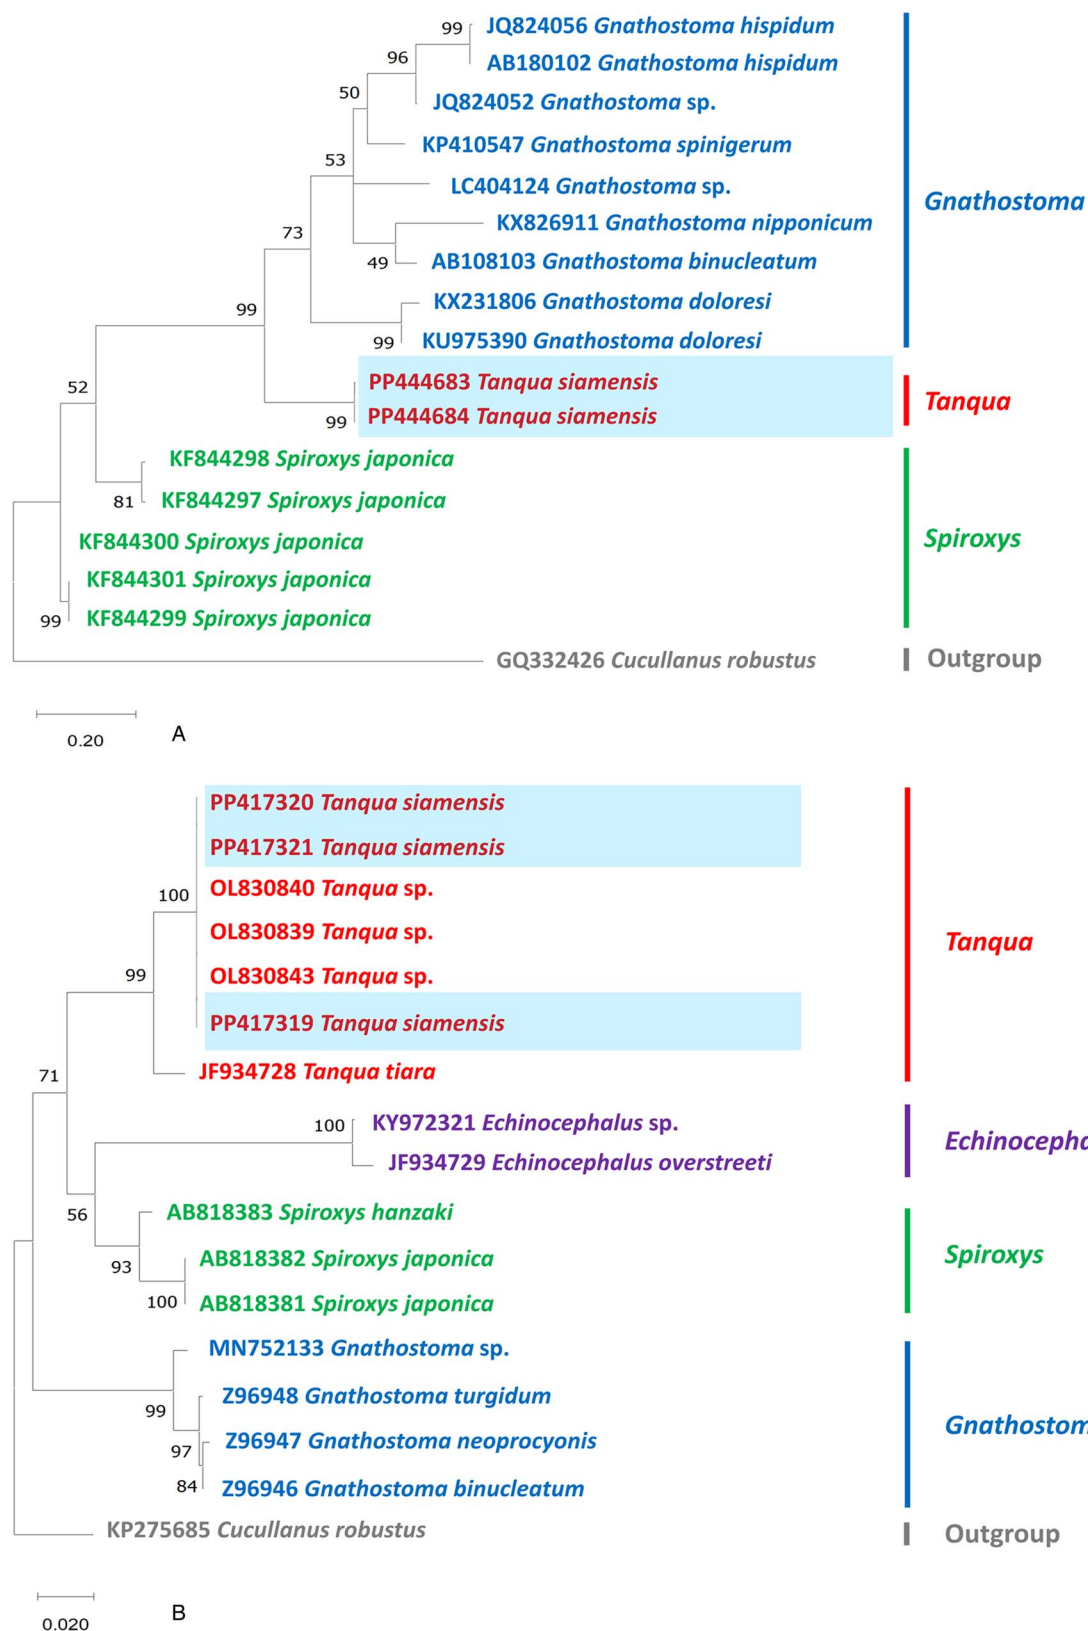 99
JQ824056 Gnathostoma hispidum
96
AB180102 Gnathostoma hispidum
50
JQ824052 Gnathostoma sp.
KP410547 Gnathostoma spinigerum
53
LC404124 Gnathostoma sp.
Gnathostoma
73
KX826911 Gnathostoma nipponicum
49
AB108103 Gnathostoma binucleatum
99
KX231806 Gnathostoma doloresi
99
KU975390 Gnathostoma doloresi
52
PP444683 Tanqua siamensis
Tanqua
99
PP444684 Tanqua siamensis
KF844298 Spiroxys japonica
81
KF844297 Spiroxys japonica
KF844300 Spiroxys japonica
Spiroxys
KF844301 Spiroxys japonica
99
KF844299 Spiroxys japonica
GQ332426 Cucullanus robustus
Outgroup
0.20
A
PP417320 Tanqua siamensis
PP417321 Tanqua siamensis
100
OL830840 Tanqua sp.
OL830839 Tanqua sp.
Tanqua
99
OL830843 Tanqua sp.
PP417319 Tanqua siamensis
71
JF934728 Tanqua tiara
100
KY972321 Echinocephalus sp.
Echinocepha
JF934729 Echinocephalus overstreeti
56
AB818383 Spiroxys hanzaki
93
AB818382 Spiroxys japonica
Spiroxys
100
AB818381 Spiroxys japonica
MN752133 Gnathostoma sp.
99
Z96948 Gnathostoma turgidum
Gnathostom
97
Z96947 Gnathostoma neoprocyonis
84
Z96946 Gnathostoma binucleatum
KP275685 Cucullanus robustus
Outgroup
0.020
B